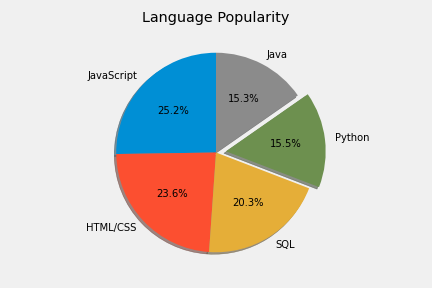 Language Popularity
Java
JavaScript
15.3%
25.2%
Python
15.5%
23.6%
20.3%
HTML/CSS
SQL